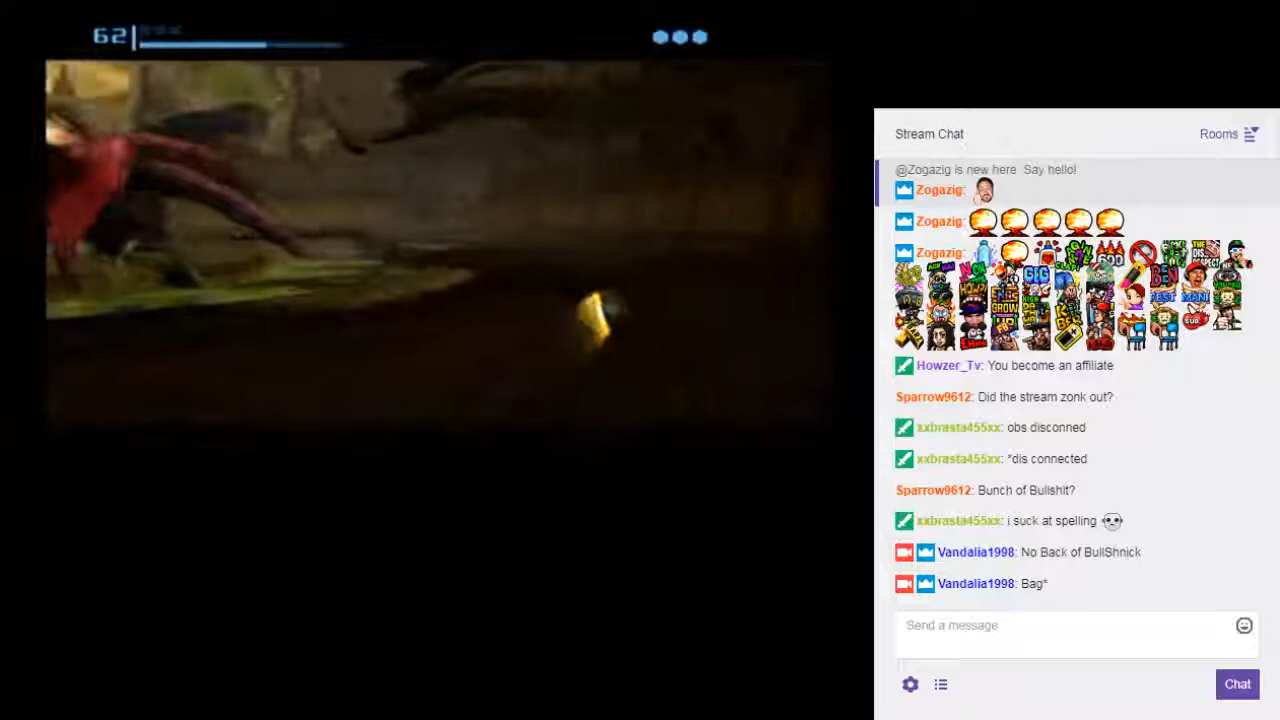 62
Stream Chat
Rooms
@Zogazig is new here Say hello!
Zogazig:
Zogazig:
Zogazig:
Howzer_Tv: You become an affiliate
Sparrow9612: Did the stream zonk out?
xxbrasta455xx: obs disconned
xxbrasta455xx: *dis connected
Sparrow9612: Bunch of Bullshit?
xxbrasta455xx: i suck at spelling
Vandalia1998: No Back of BullShnick
Vandalia1998: Bag*
Send a message
Chat